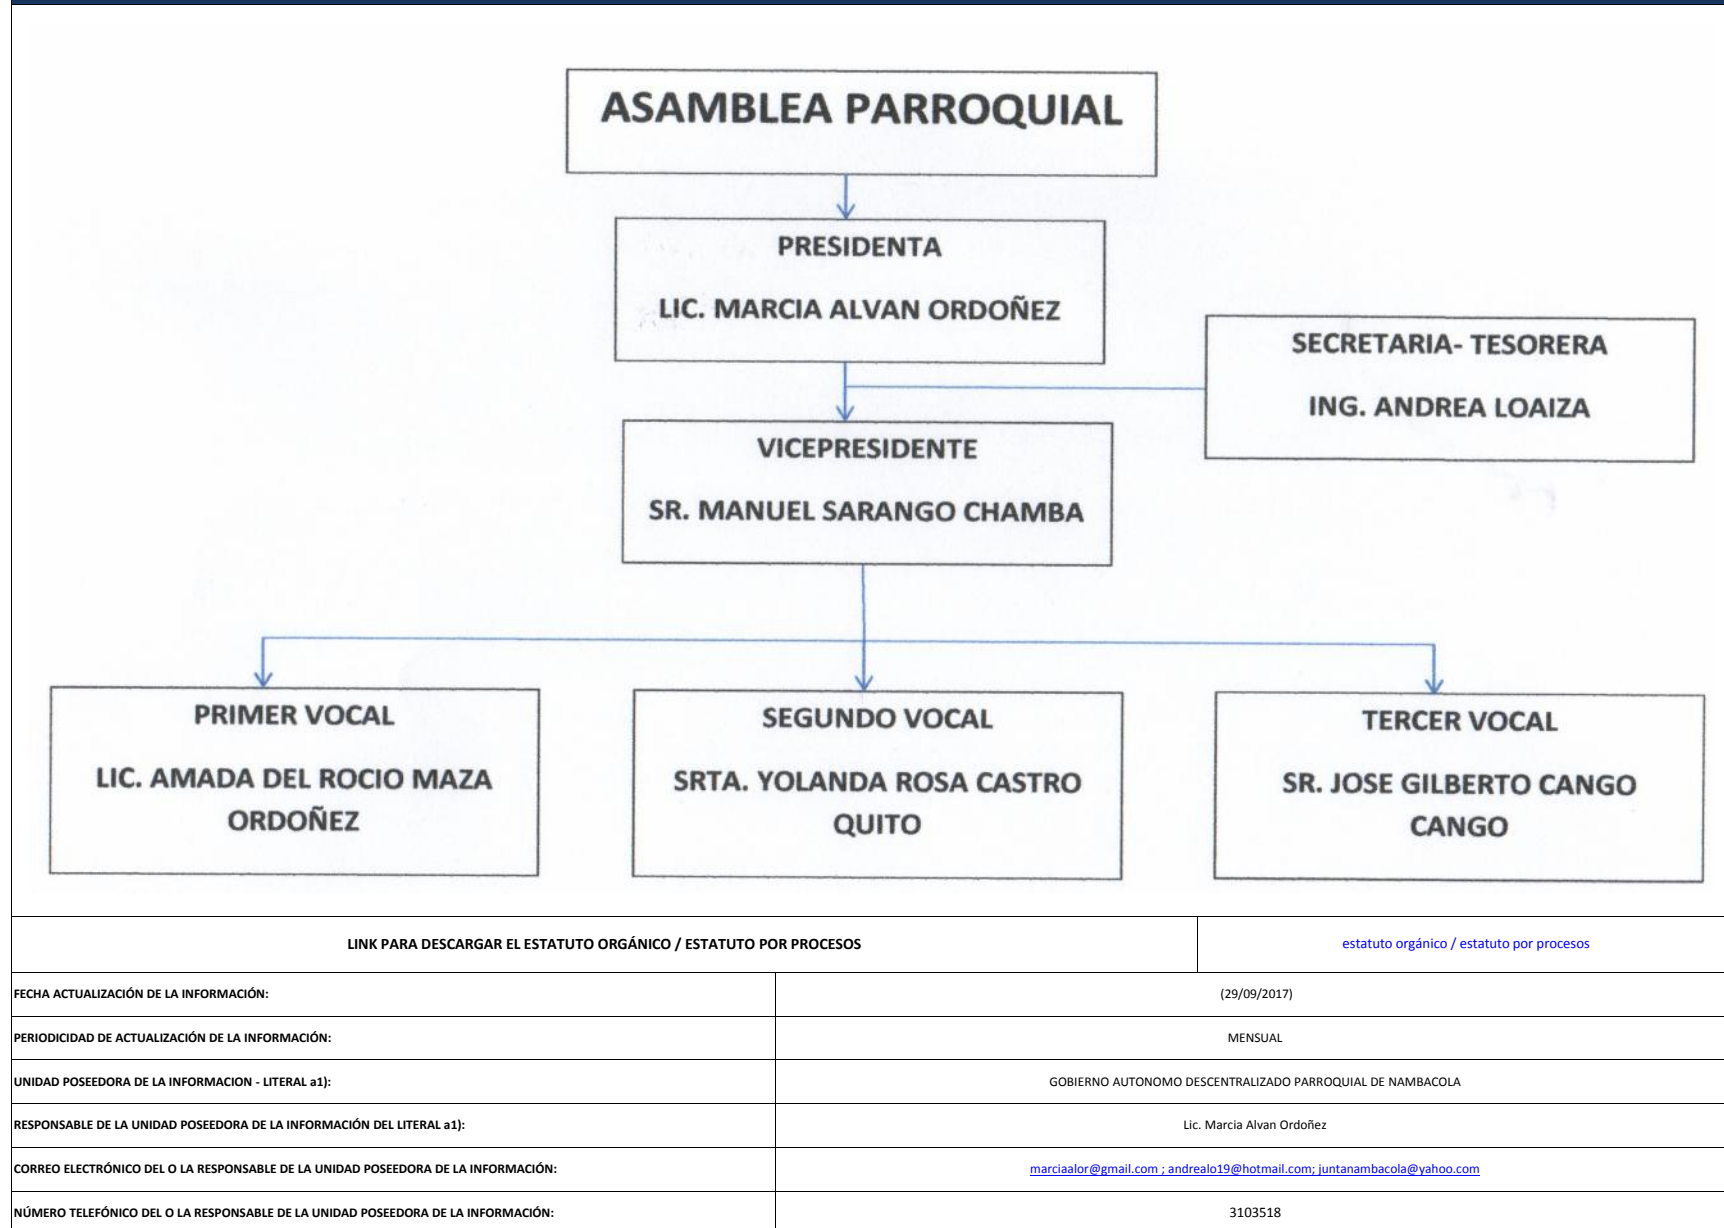 ASAMBLEA PARROQUIAL
PRESIDENTA
LIC. MARCIA ALVAN ORDOÑEZ
SECRETARIA- TESORERA
ING. ANDREA LOAIZA
VICEPRESIDENTE
SR. MANUEL SARANGO CHAMBA
PRIMER VOCAL
LIC. AMADA DEL ROCIO MAZA
ORDOÑEZ
SEGUNDO VOCAL
SRTA. YOLANDA ROSA CASTRO
QUITO
TERCER VOCAL
SR. JOSE GILBERTO CANGO
CANGO
LINK PARA DESCARGAR EL ESTATUTO ORGÁNICO / ESTATUTO POR PROCESOS
estatuto orgánico / estatuto por procesos
FECHA ACTUALIZACIÓN DE LA INFORMACIÓN:
(29/09/2017)
PERIODICIDAD DE ACTUALIZACIÓN DE LA INFORMACIÓN:
MENSUAL
UNIDAD POSEEDORA DE LA INFORMACION - LITERAL a1):
GOBIERNO AUTONOMO DESCENTRALIZADO PARROQUIAL DE NAMBACOLA
RESPONSABLE DE LA UNIDAD POSEEDORA DE LA INFORMACIÓN DEL LITERAL a1):
Lic. Marcia Alvan Ordoñez
CORREO ELECTRÓNICO DEL O LA RESPONSABLE DE LA UNIDAD POSEEDORA DE LA INFORMACIÓN:
marciaalor@gmail.com ; andrealo19@hotmail.com; juntanambacola@yahoo.com
NÚMERO TELEFÓNICO DEL O LA RESPONSABLE DE LA UNIDAD POSEEDORA DE LA INFORMACIÓN:
3103518